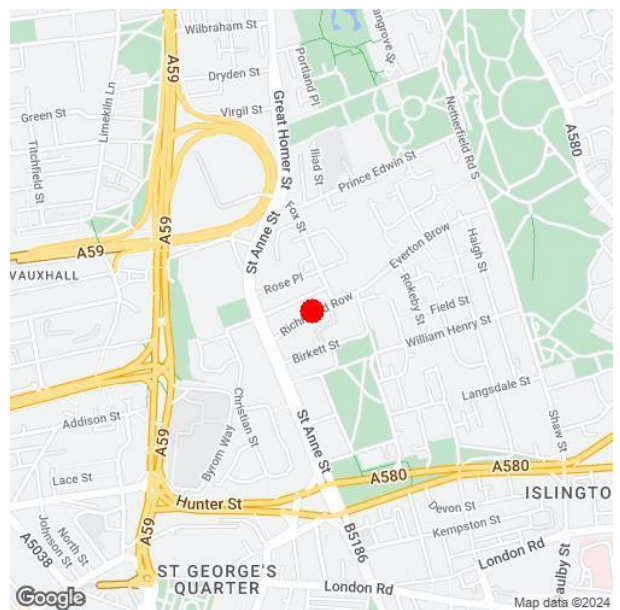 Wilbraham St
A59
A59
Portland Pl
Dryden St
Green St
Limekiln Ln
Virgil St
Great Homer St
Titchfield St
Iliad St
Netherfield Rd S
A580
Prince Edwin St
Fox St
A59
A59
St Anne St
Everton Brow
Haigh St
VAUXHALL
Rose Pl
Rokeby St
Field St
Birkett St
William Henry St
Christian St
Langsdale St
Addison St
A59
Byrom Way
St Anne St
Shaw St
Lace St
A580
A580
Hunter St
ISLINGTO
Devon St
Kempston St
A59
North St
Johnson St
A5038
B5186
London Rd
ST GEORGE'S
QUARTER
London Rd
Google
Map data ©2024